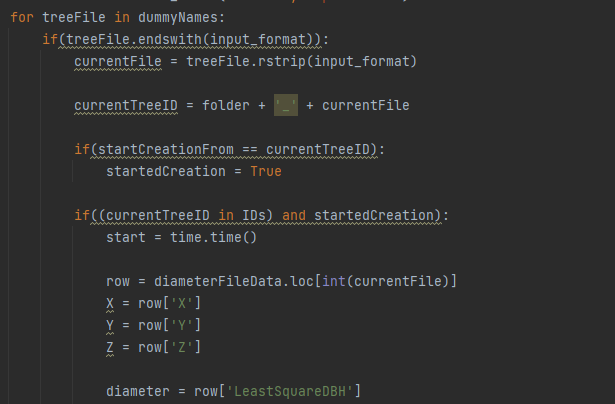 for treeFile in dummyNames:
if(treeFile.endswith(input_format)):
currentFile = treeFile.rstrip(input_format)
currentTreeID = folder + '_' + currentFile
if(startCreationFrom == currentTreeID):
startedCreation = True
if((currentTreeID in IDs) and startedCreation):
start = time.time()
row = diameterFileData.loc[int(currentFile)]
X = row['X']
Y = row['Y']
Z = row['Z']
diameter = row['LeastSquareDBH']